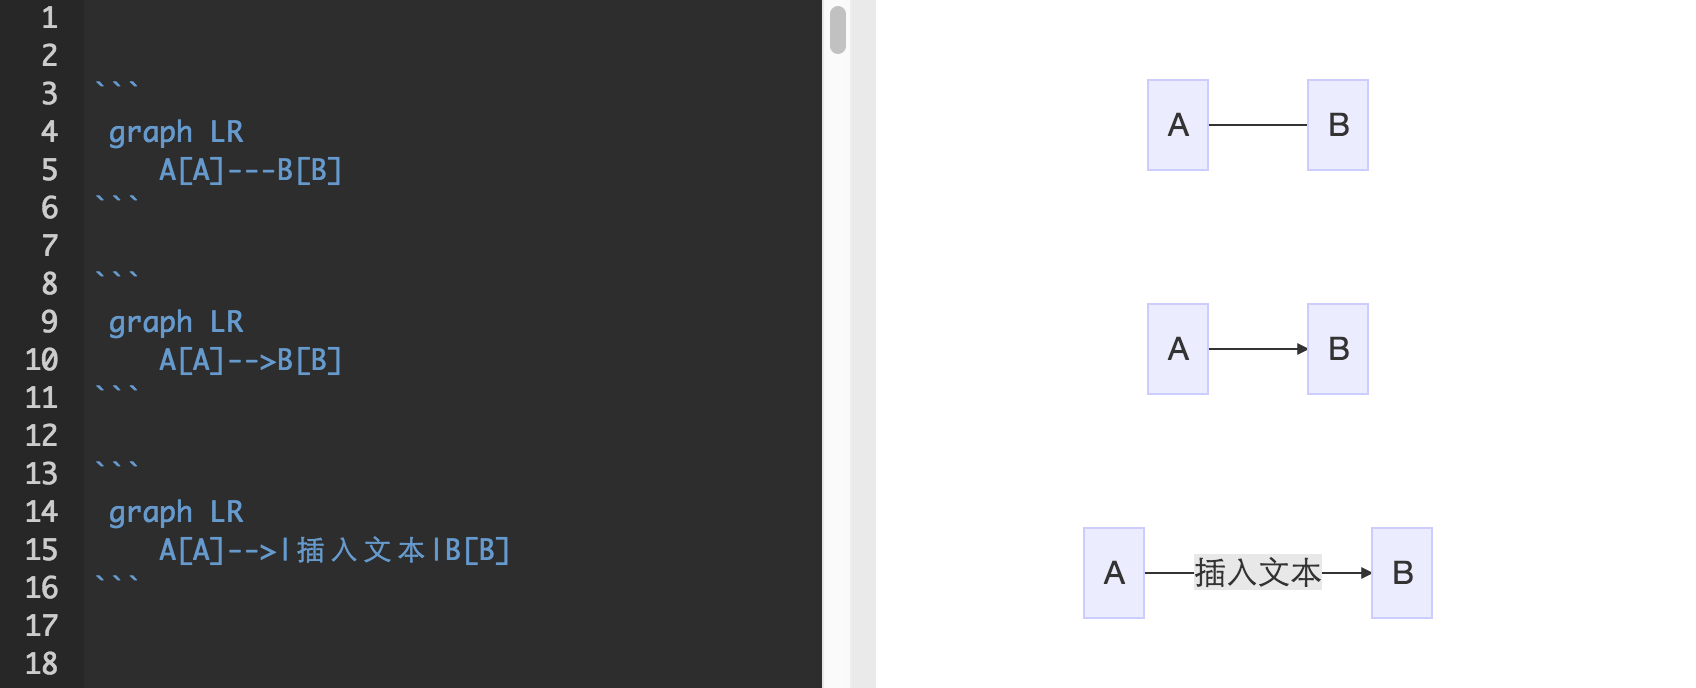 1
2
3 ```
4 graph LR
5 A[A]---B[B]
6 ```
7
8 ```
9 graph LR
10 A[A]-->B[B]
11 ```
12
13 ```
14 graph LR
15 A[A]-->|插入文本|B[B]
16 ```
17
18
A B
A B
A 插入文本 B